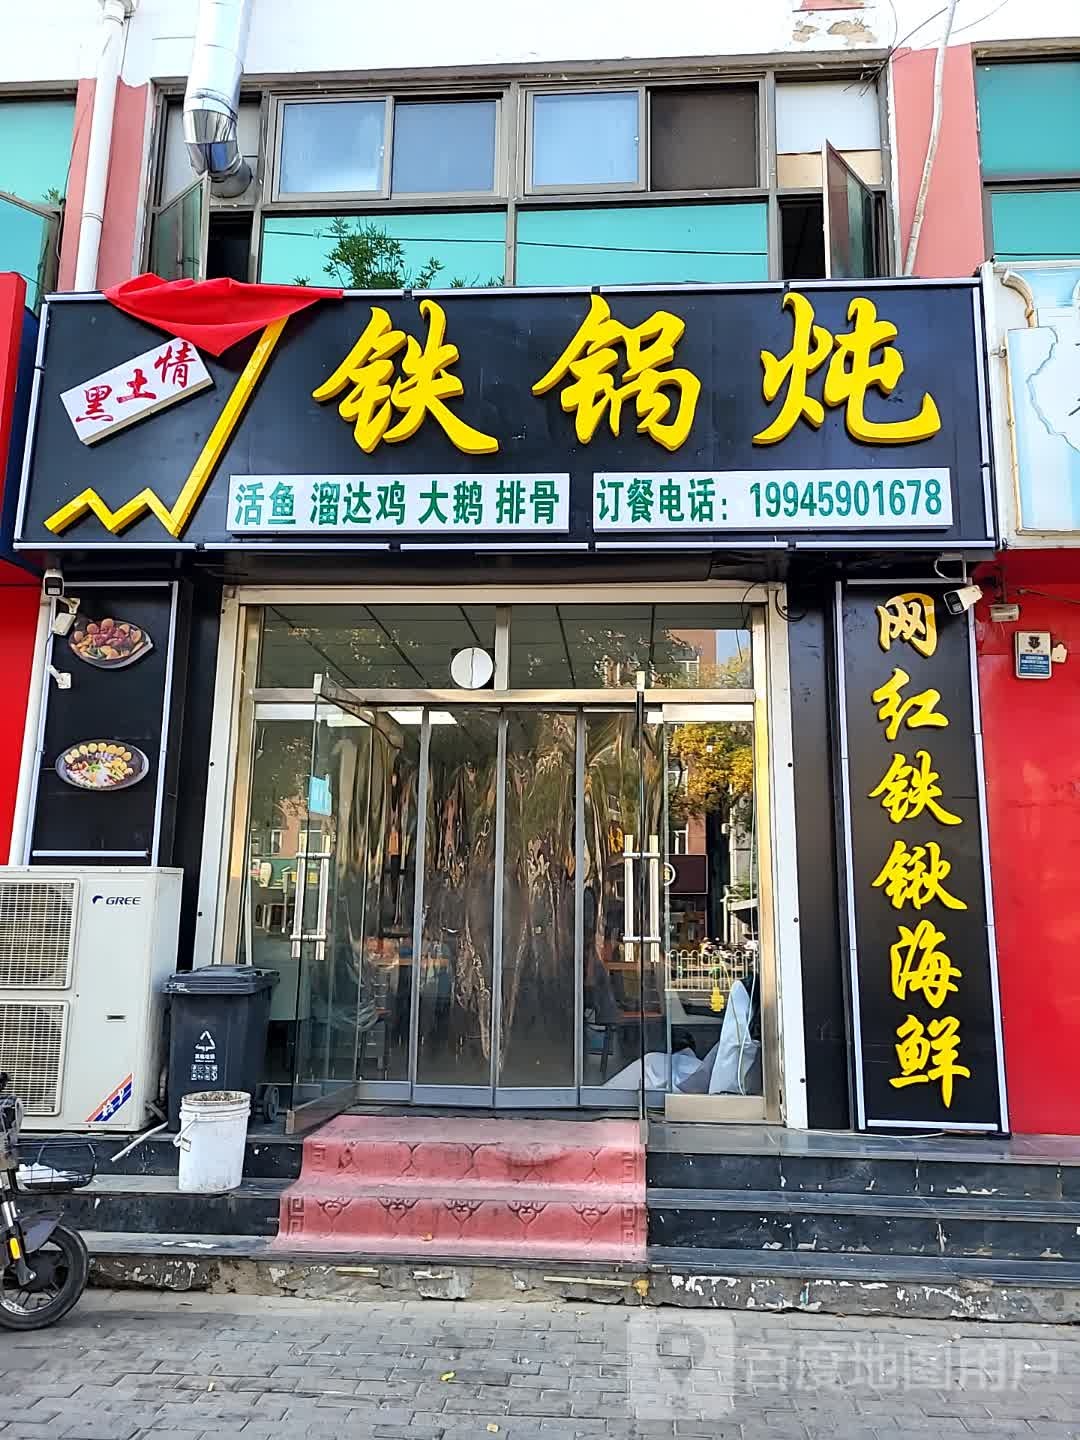 黑土情
铁锅炖
活鱼 溜达鸡 大鹅 排骨
订餐电话：19945901678
网红铁锹海鲜
GREE
百度地图用户